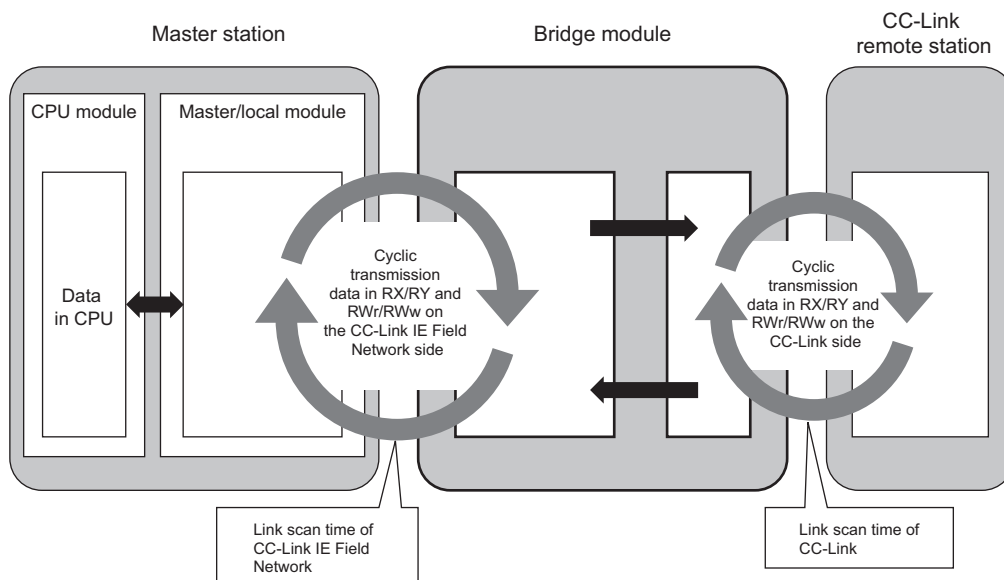 Master station
Bridge module
CC-Link
remote station
CPU module
Master/local module
Data
in CPU
Cyclic
transmission
data in RX/RY and
RWr/RWw on
the CC-Link IE Field
Network side
Cyclic
transmission
data in RX/RY and
RWr/RWw on the
CC-Link side
Link scan time of
CC-Link IE Field
Network
Link scan time of
CC-Link